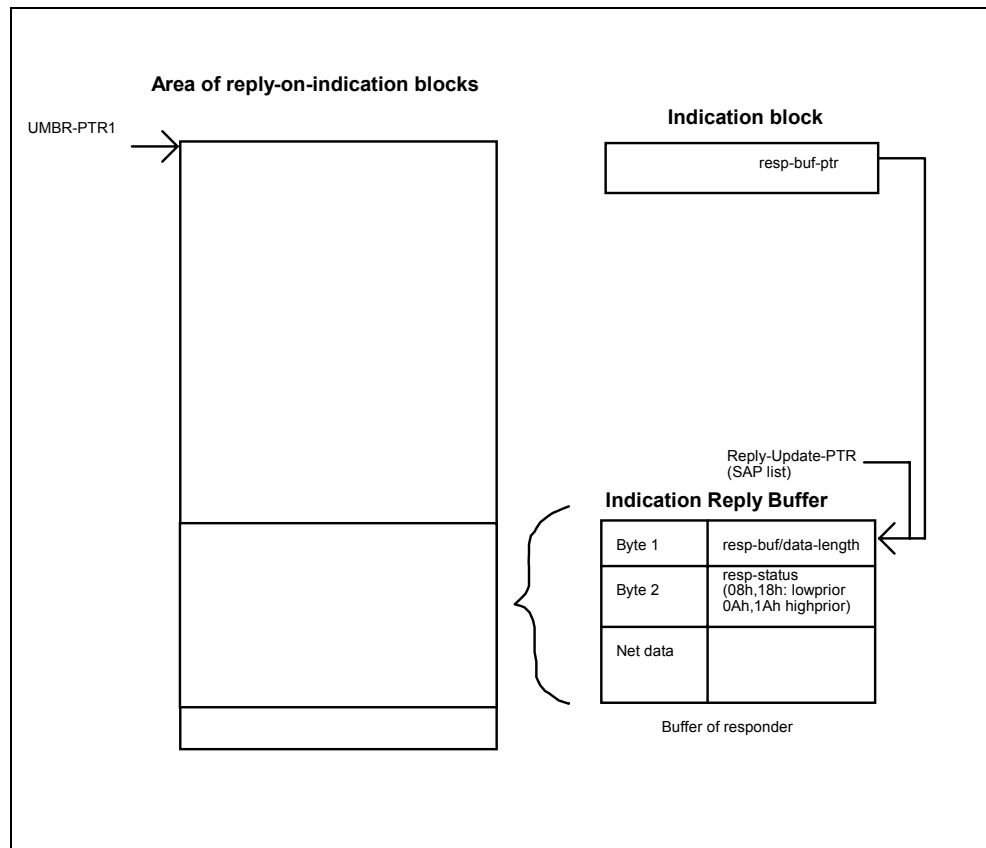 Area of reply-on-indication blocks
UMBR-PTR1
Indication block
resp-buf-ptr
Reply-Update-PTR
(SAP list)
Indication Reply Buffer
Byte 1
resp-buf/data-length
Byte 2
resp-status
(08h,18h: lowprior
0Ah,1Ah highprior)
Net data
Buffer of responder